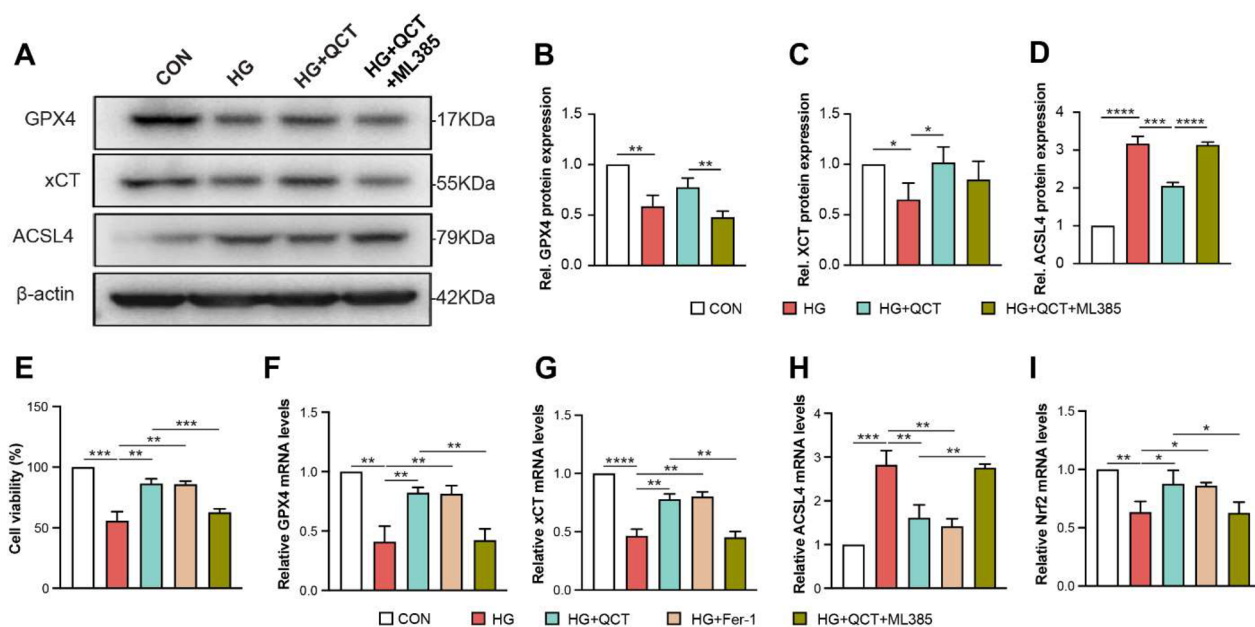 A
CON
HG
HG+QCT
HG+QCT
+ML385
GPX4
-17KDa
xCT
-55KDa
ACSL4
-79KDa
β-actin
-42KDa
B
Rel. GPX4 protein expression
1.5
1.0
0.5
0.0
**
**
C
Rel. XCT protein expression
1.5
1.0
0.5
0.0
*
*
D
Rel. ACSL4 protein expression
4
3
2
1
0
****
***
****
CON
HG
HG+QCT
HG+QCT+ML385
E
Cell viability (%)
150
100
50
0
***
**
**
***
F
Relative GPX4 mRNA levels
1.5
1.0
0.5
0.0
**
**
**
**
G
Relative xCT mRNA levels
1.5
1.0
0.5
0.0
****
**
**
**
H
Relative ACSL4 mRNA levels
4
3
2
1
0
***
**
**
**
I
Relative Nrf2 mRNA levels
1.5
1.0
0.5
0.0
**
*
*
*
CON
HG
HG+QCT
HG+Fer-1
HG+QCT+ML385